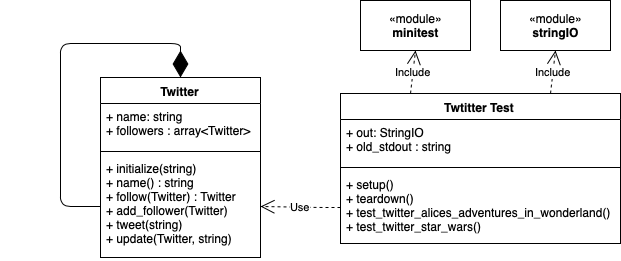 «module»
minitest
«module»
stringIO
Include
Include
Twitter
+ name: string
+ followers : array<Twitter>
+ initialize(string)
+ name() : string
+ follow(Twitter) : Twitter
+ add_follower(Twitter)
+ tweet(string)
+ update(Twitter, string)
Use
Twtitter Test
+ out: StringIO
+ old_stdout : string
+ setup()
+ teardown()
+ test_twitter_alices_adventures_in_wonderland()
+ test_twitter_star_wars()